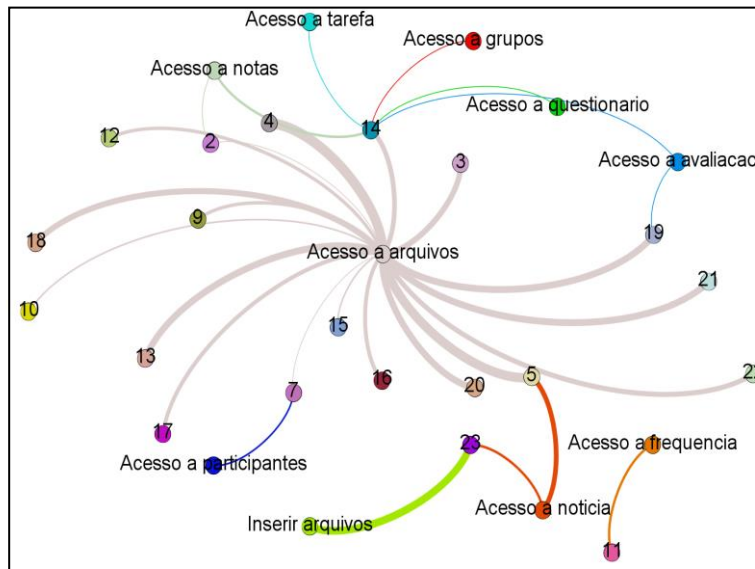 Acesso a tarefa
Acesso a grupos
Acesso a notas
Acesso a questionario
4
14
12
2
3
Acesso a avaliacao
9
18
19
Acesso a arquivos
21
10
15
13
7
16
20
5
22
17
23
Acesso a frequencia
Acesso a participantes
Acesso a noticia
Inserir arquivos
11